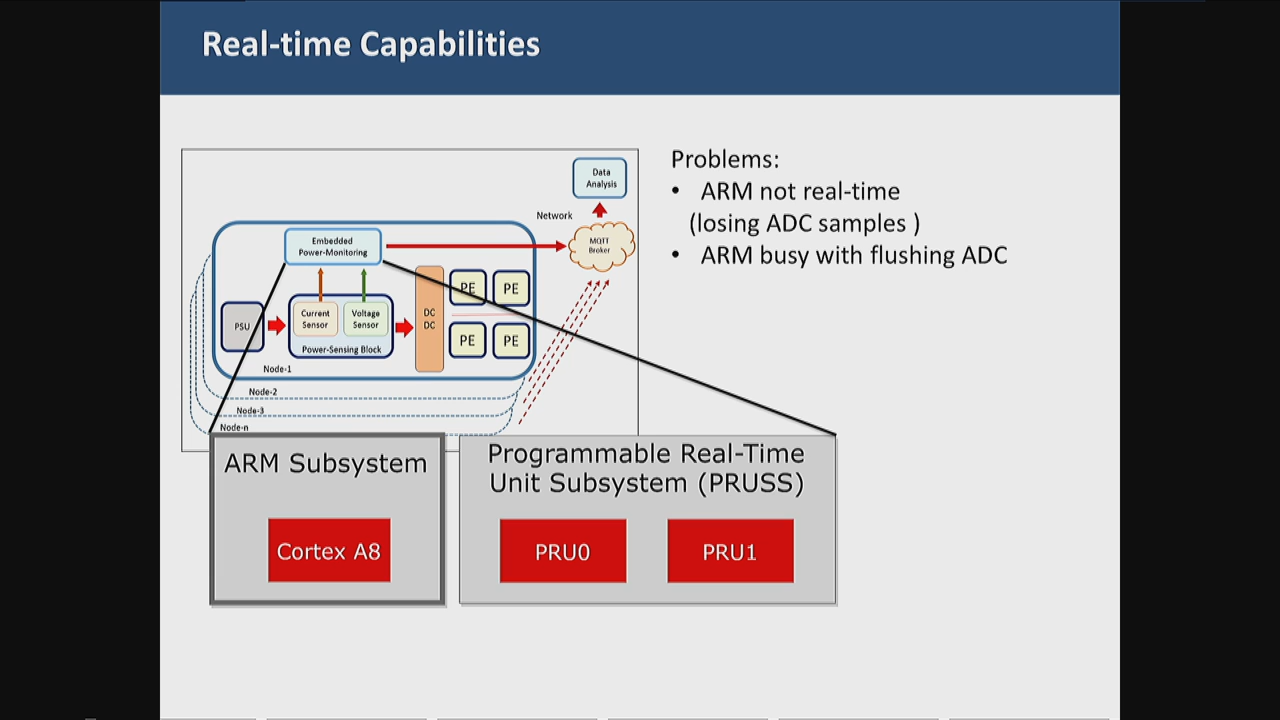 Real-time Capabilities
Problems:
• ARM not real-time
(losing ADC samples )
• ARM busy with flushing ADC
Data
Analysis
Network
MQTT
Broker
Embedded
Power-Monitoring
PSU
Current
Sensor
Voltage
Sensor
Power-Sensing Block
DC
DC
PE
PE
PE
PE
Node-1
Node-2
Node-3
Node-n
ARM Subsystem
Cortex A8
Programmable Real-Time
Unit Subsystem (PRUSS)
PRU0
PRU1